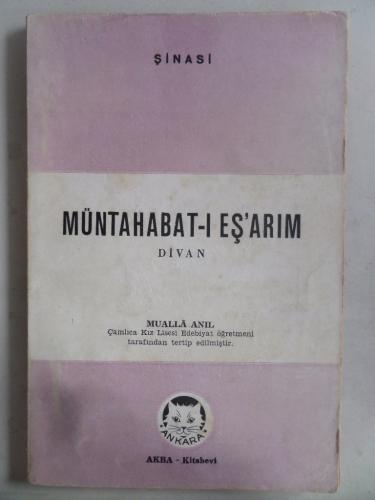 ŞİNASİ
MÜNTAHABAT-I EŞ'ARIM
DİVAN
MUALLÂ ANIL
Çamlıca Kız Lisesi Edebiyat öğretmeni
tarafından tertip edilmiştir.
ANKARA
AKBA - Kitabevi